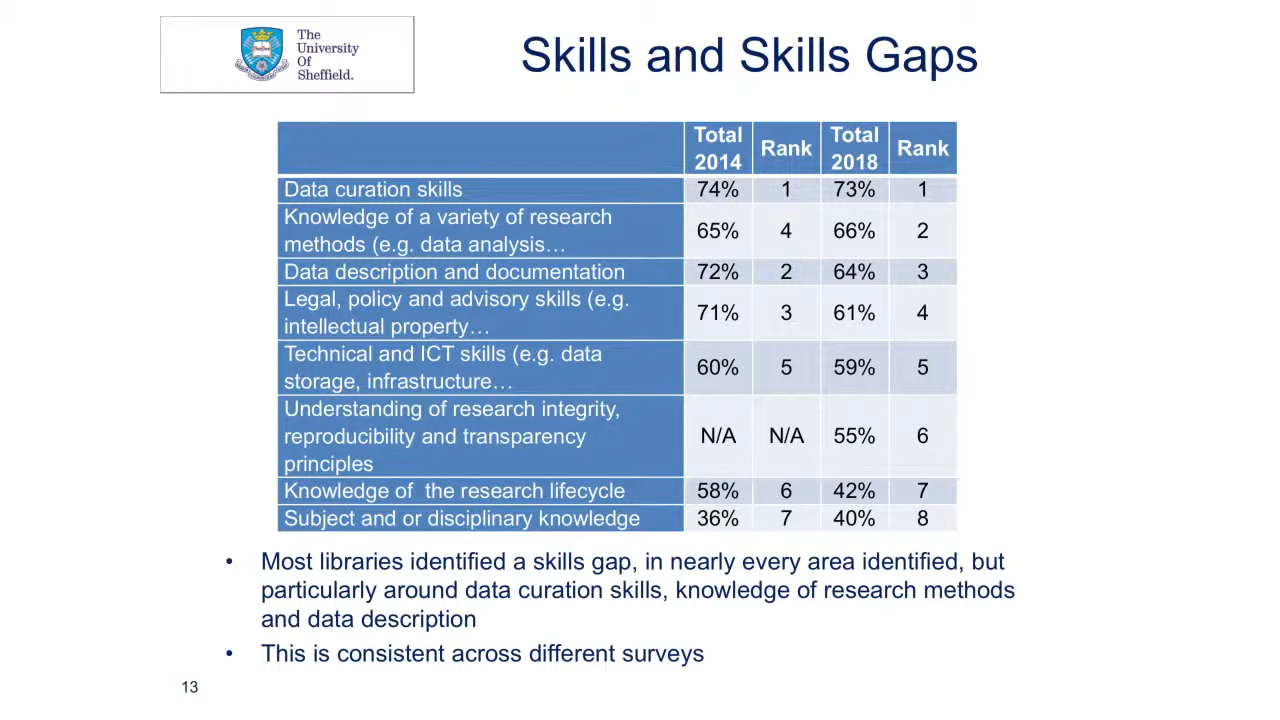 The
University
Of
Sheffield.
Skills and Skills Gaps
Total 2014 Rank Total 2018 Rank
Data curation skills 74% 1 73% 1
Knowledge of a variety of research
methods (e.g. data analysis… 65% 4 66% 2
Data description and documentation 72% 2 64% 3
Legal, policy and advisory skills (e.g.
intellectual property… 71% 3 61% 4
Technical and ICT skills (e.g. data
storage, infrastructure… 60% 5 59% 5
Understanding of research integrity,
reproducibility and transparency
principles N/A N/A 55% 6
Knowledge of the research lifecycle 58% 6 42% 7
Subject and or disciplinary knowledge 36% 7 40% 8
• Most libraries identified a skills gap, in nearly every area identified, but
particularly around data curation skills, knowledge of research methods
and data description
• This is consistent across different surveys
13